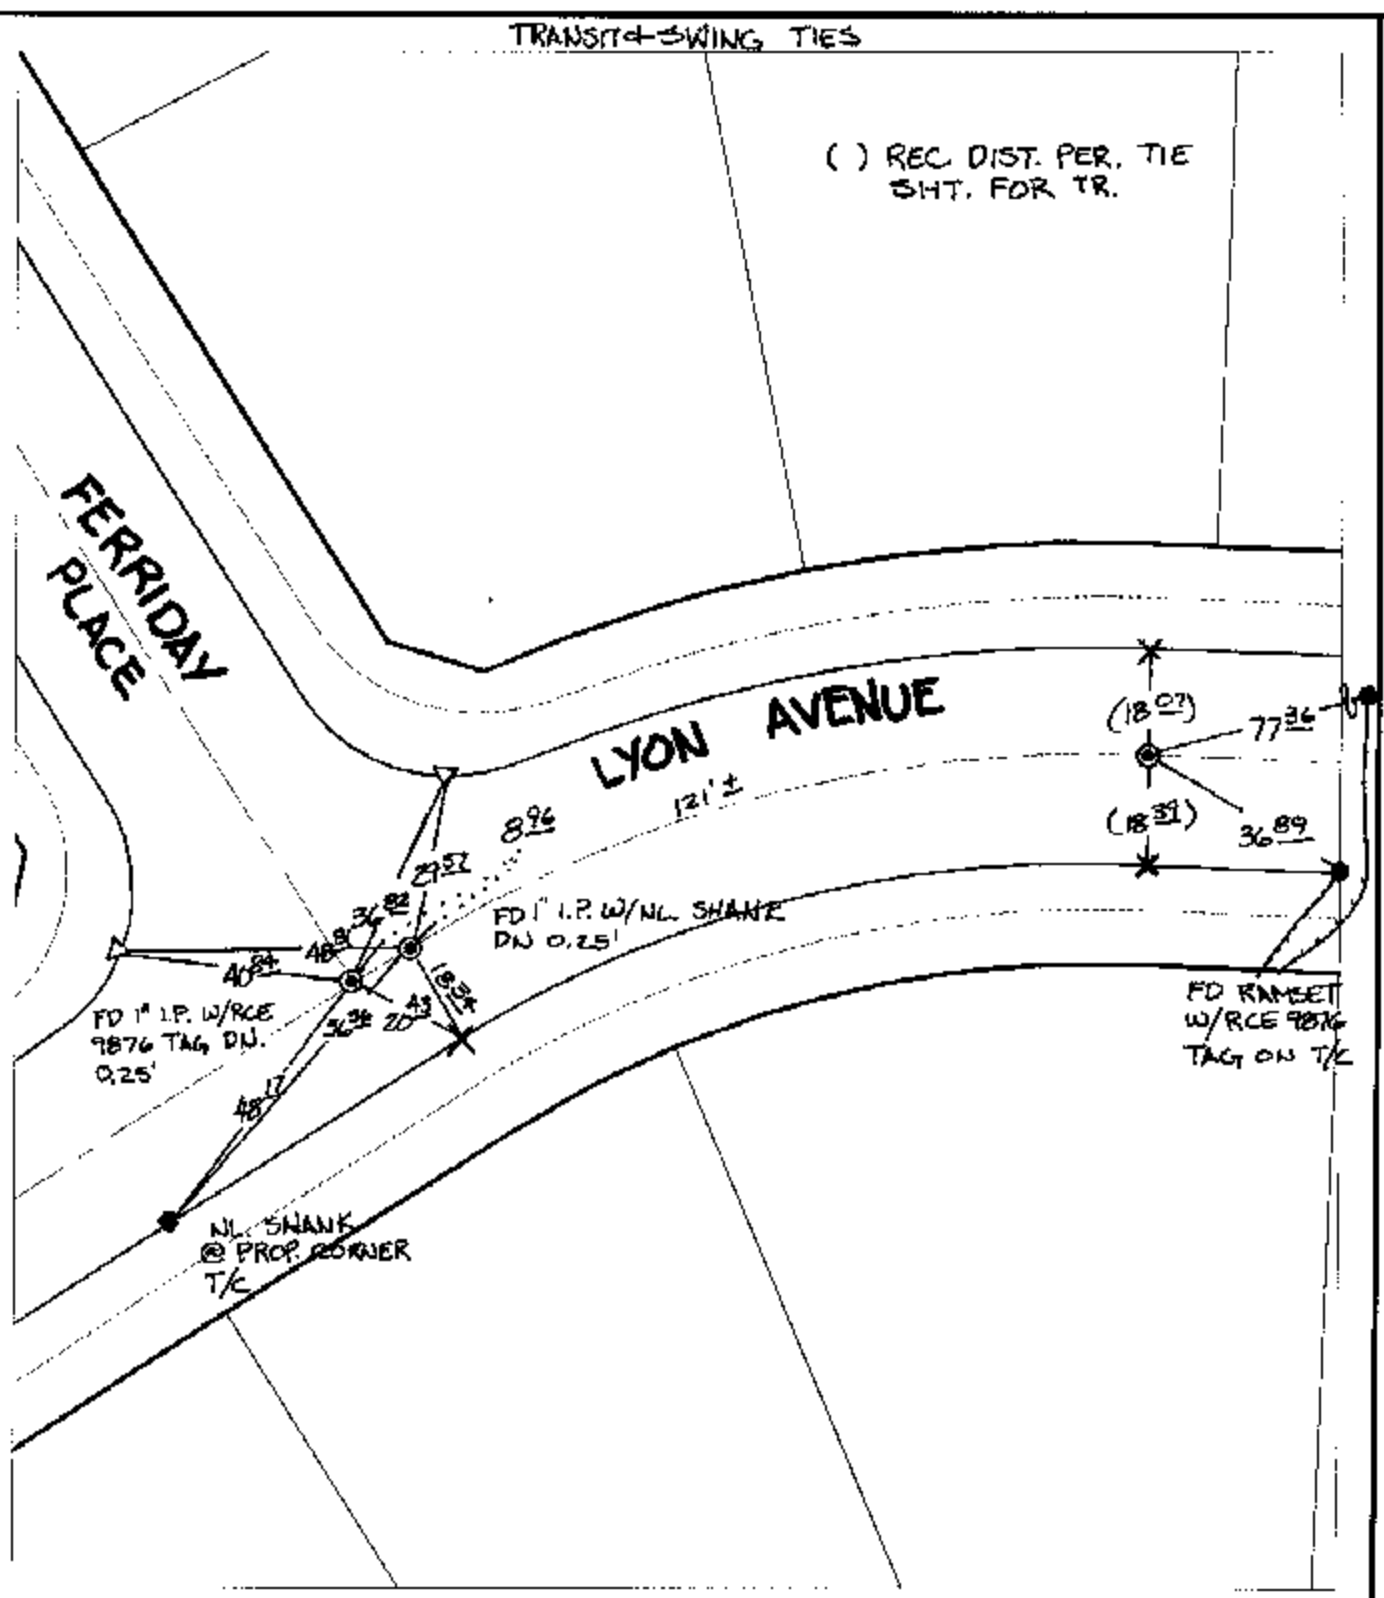 TRANSIT & SWING TIES
( ) REC. DIST. PER. TIE
SHT. FOR TR.
FERRIDAY
PLACE
LYON AVENUE
121'±
(18 07)
77 36
(18 39)
36 89
8 96
29 57
36 82
FD 1" I.P. W/NL. SHANK
DN 0.25'
48 81
40 84
18 34
20 43
36 36
FD 1" I.P. W/RCE
9876 TAG DN.
0.25'
48 17
FD RAMSET
W/RCE 9876
TAG ON T/C
NL. SHANK
@ PROP. CORNER
T/C